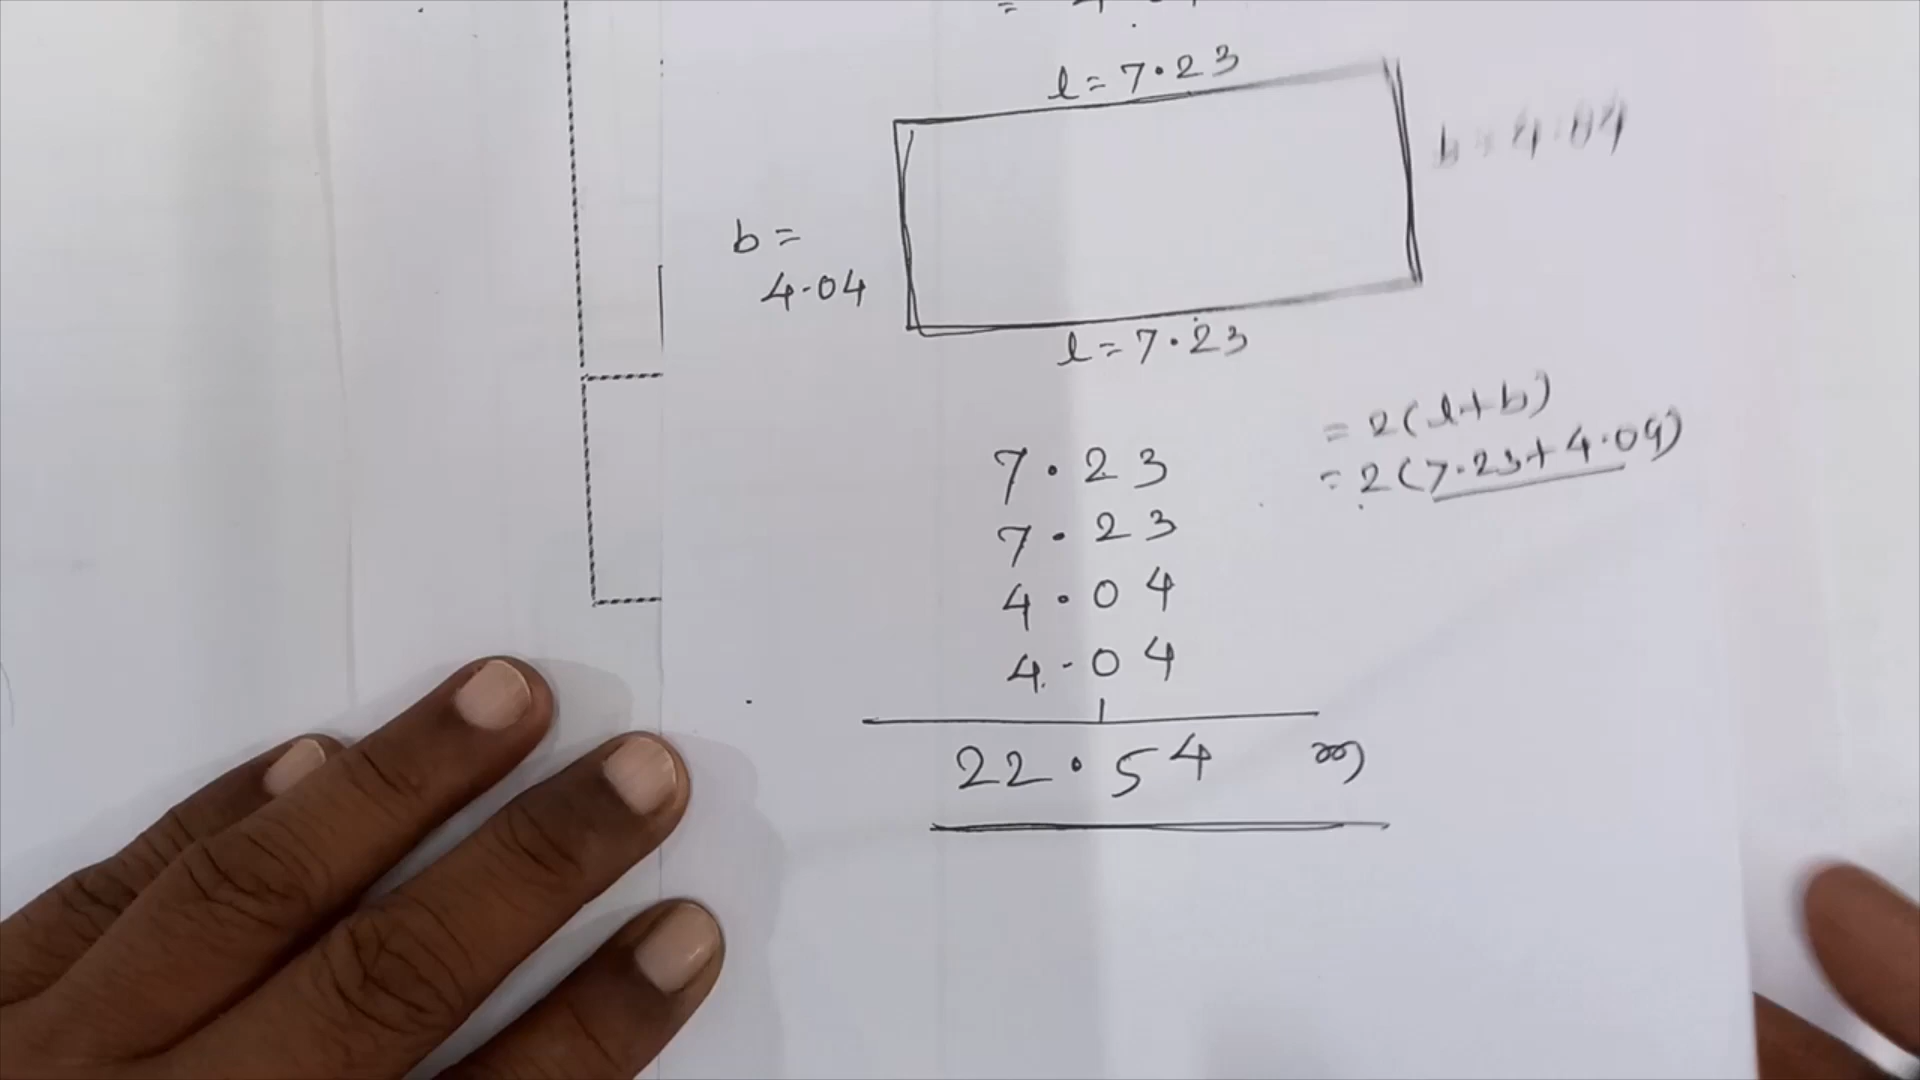 l = 7.23
b = 4.04
b =
4.04
l = 7.23
= 2(l+b)
= 2(7.23+4.04)
7.23
7.23
4.04
4.04
22.54 m